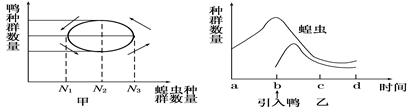 鸭种群数量
N₁ N₂ N₃ 蝗虫种群数量
甲
种群数量
蝗虫
鸭
a b c d 时间
引入鸭 乙